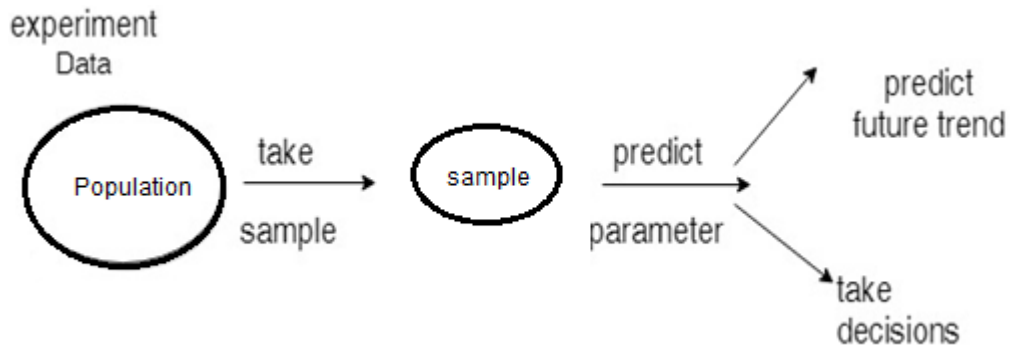 experiment
Data
Population
take
sample
sample
predict
parameter
predict
future trend
take
decisions